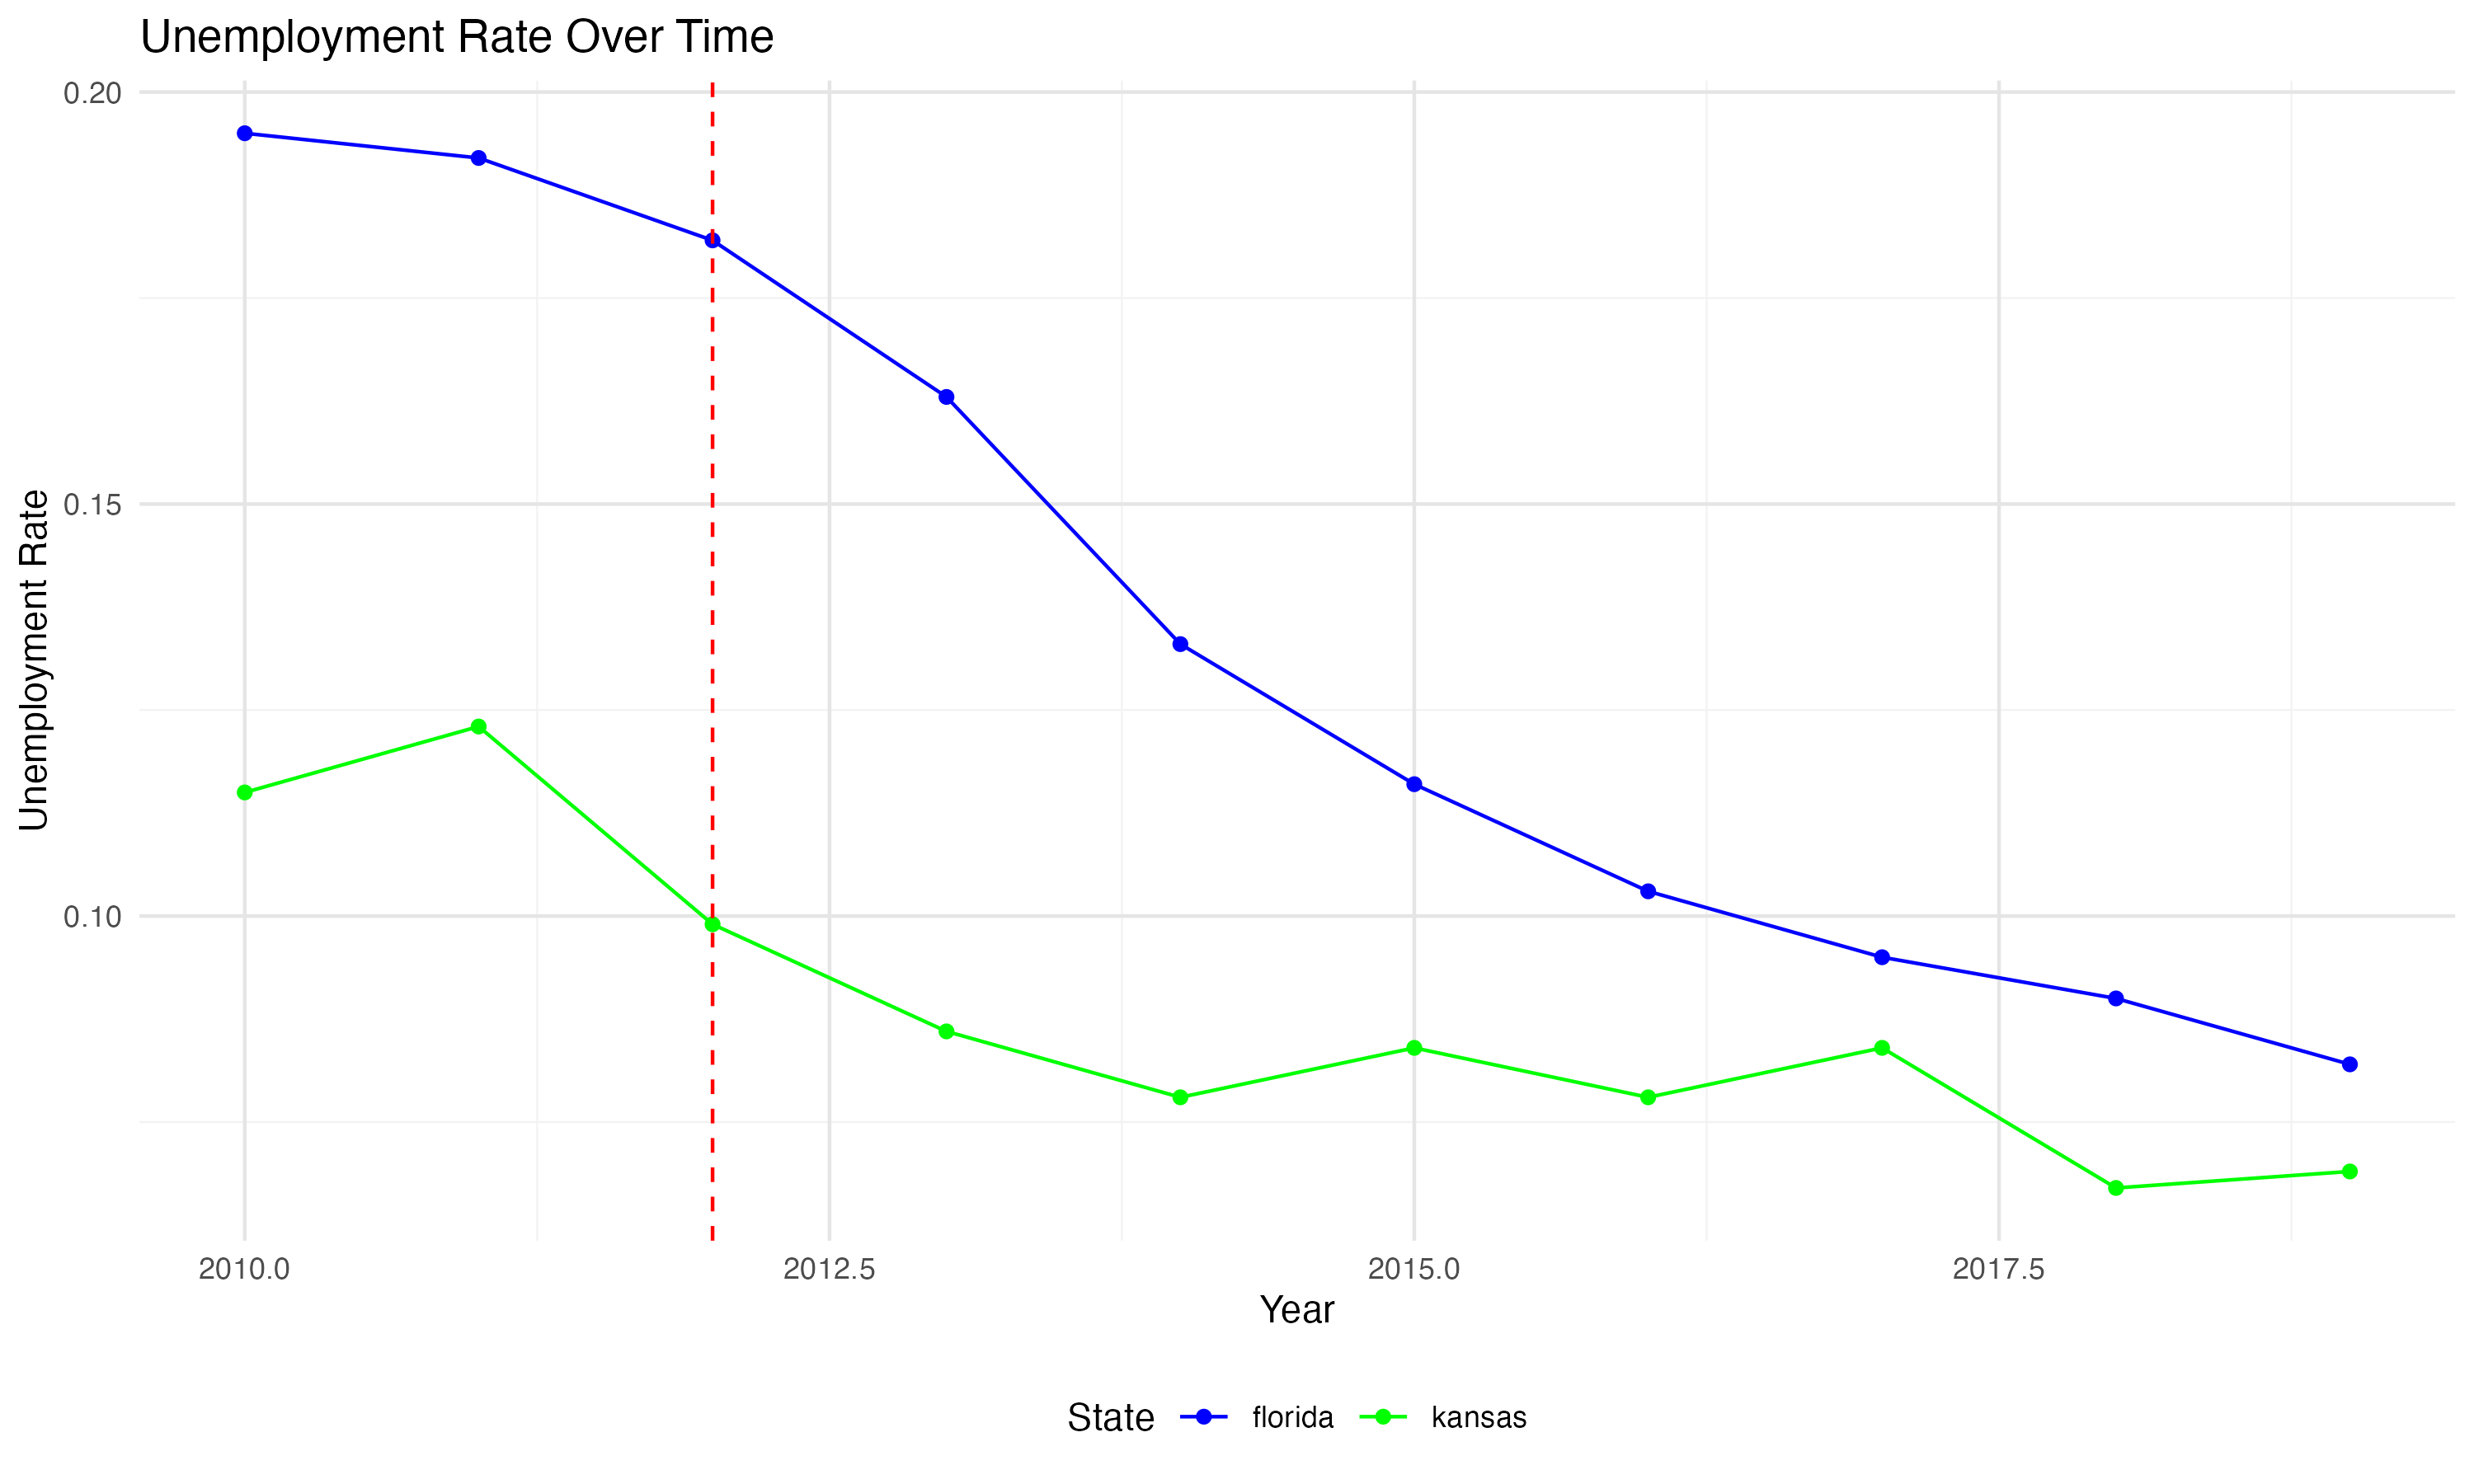 Unemployment Rate Over Time
0.20
0.15
0.10
Unemployment Rate
2010.0 2012.5 2015.0 2017.5
Year
State florida kansas